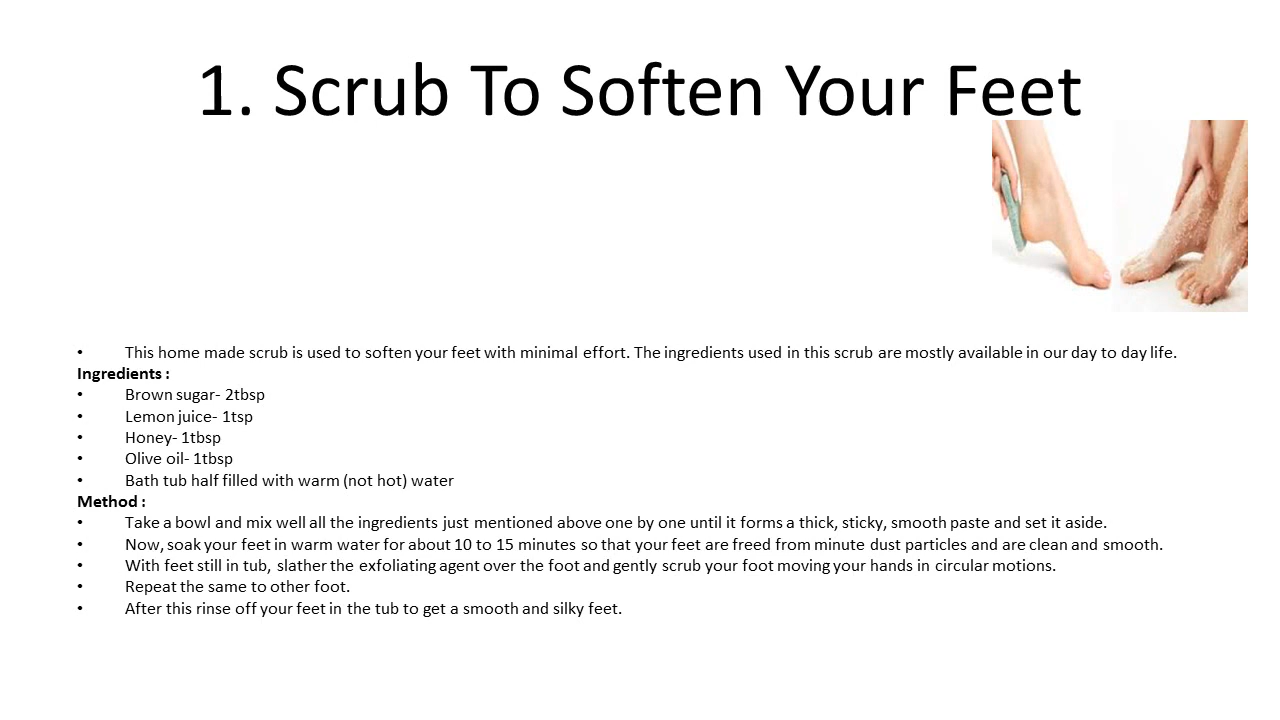 1. Scrub To Soften Your Feet
• This home made scrub is used to soften your feet with minimal effort. The ingredients used in this scrub are mostly available in our day to day life.
Ingredients :
• Brown sugar- 2tbsp
• Lemon juice- 1tsp
• Honey- 1tbsp
• Olive oil- 1tbsp
• Bath tub half filled with warm (not hot) water
Method :
• Take a bowl and mix well all the ingredients just mentioned above one by one until it forms a thick, sticky, smooth paste and set it aside.
• Now, soak your feet in warm water for about 10 to 15 minutes so that your feet are freed from minute dust particles and are clean and smooth.
• With feet still in tub, slather the exfoliating agent over the foot and gently scrub your foot moving your hands in circular motions.
• Repeat the same to other foot.
• After this rinse off your feet in the tub to get a smooth and silky feet.